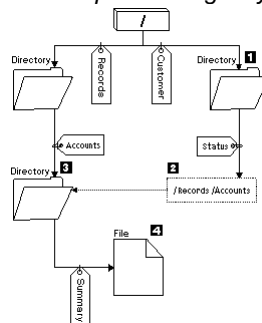 /
Directory
Records
Customer
Directory
1
Accounts
Status
Directory
3
2
/Records /Accounts
File
4
Summary